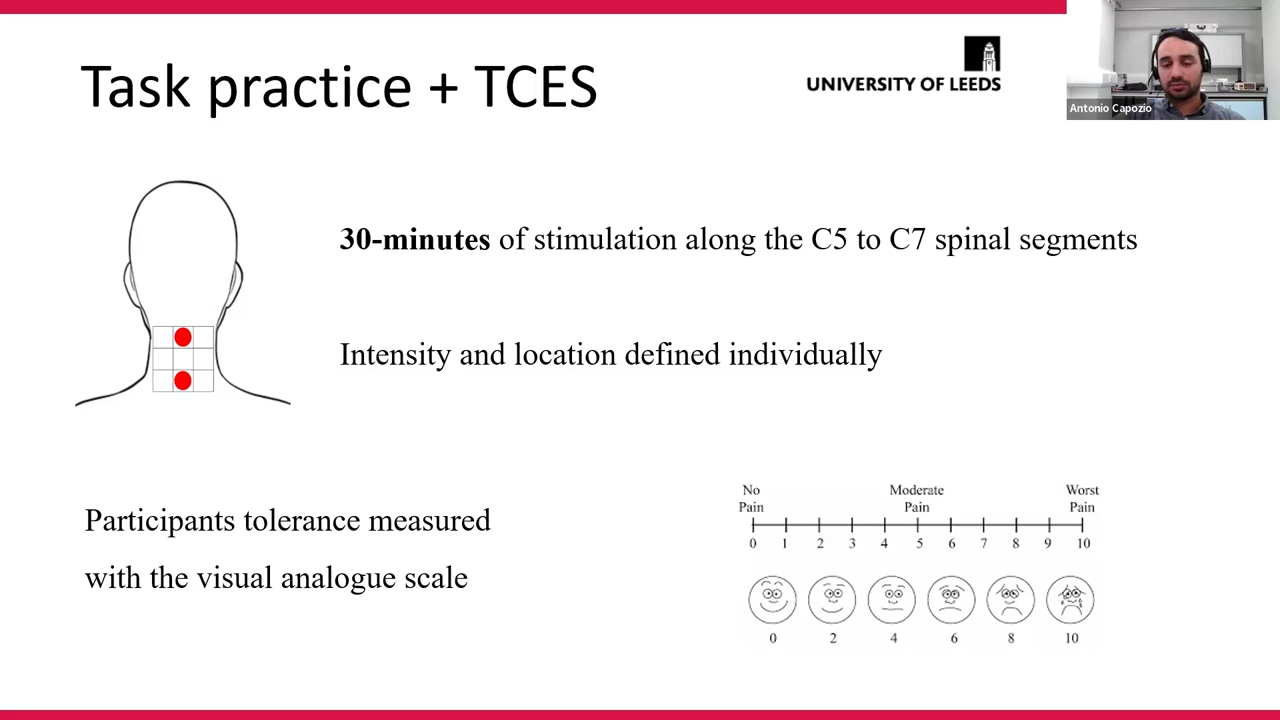 Task practice + TCES
UNIVERSITY OF LEEDS
Antonio Capozio
30-minutes of stimulation along the C5 to C7 spinal segments
Intensity and location defined individually
Participants tolerance measured
with the visual analogue scale
No Moderate Worst
Pain Pain Pain
0 1 2 3 4 5 6 7 8 9 10
0 2 4 6 8 10